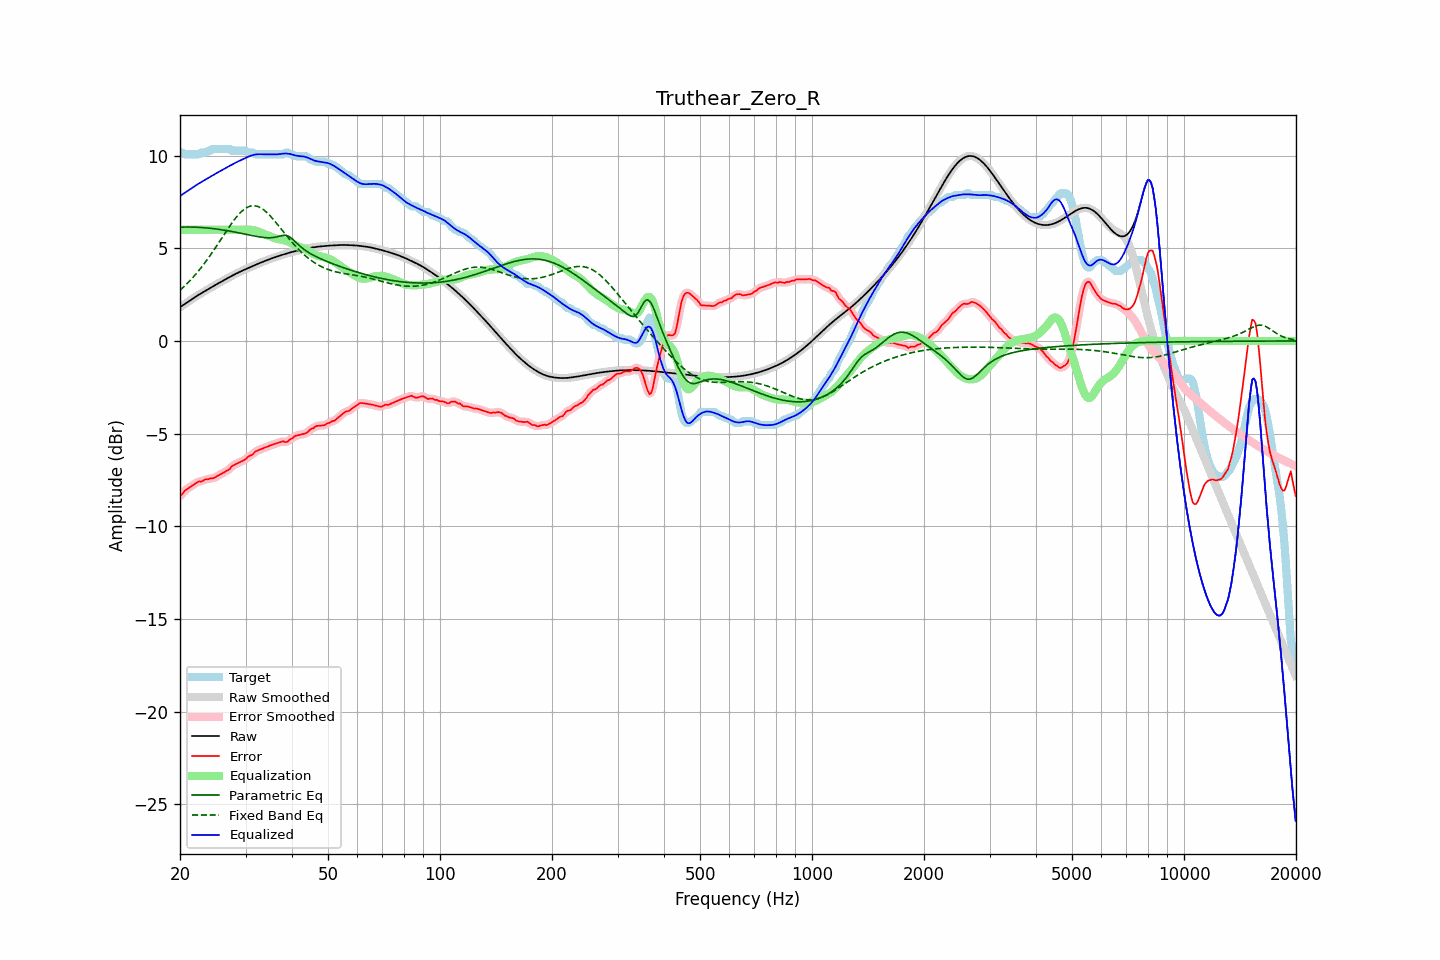 Truthear_Zero_R
Amplitude (dBr)
10
5
0
−5
−10
−15
−20
−25
Target
Raw Smoothed
Error Smoothed
Raw
Error
Equalization
Parametric Eq
Fixed Band Eq
Equalized
20 50 100 200 500 1000 2000 5000 10000 20000
Frequency (Hz)